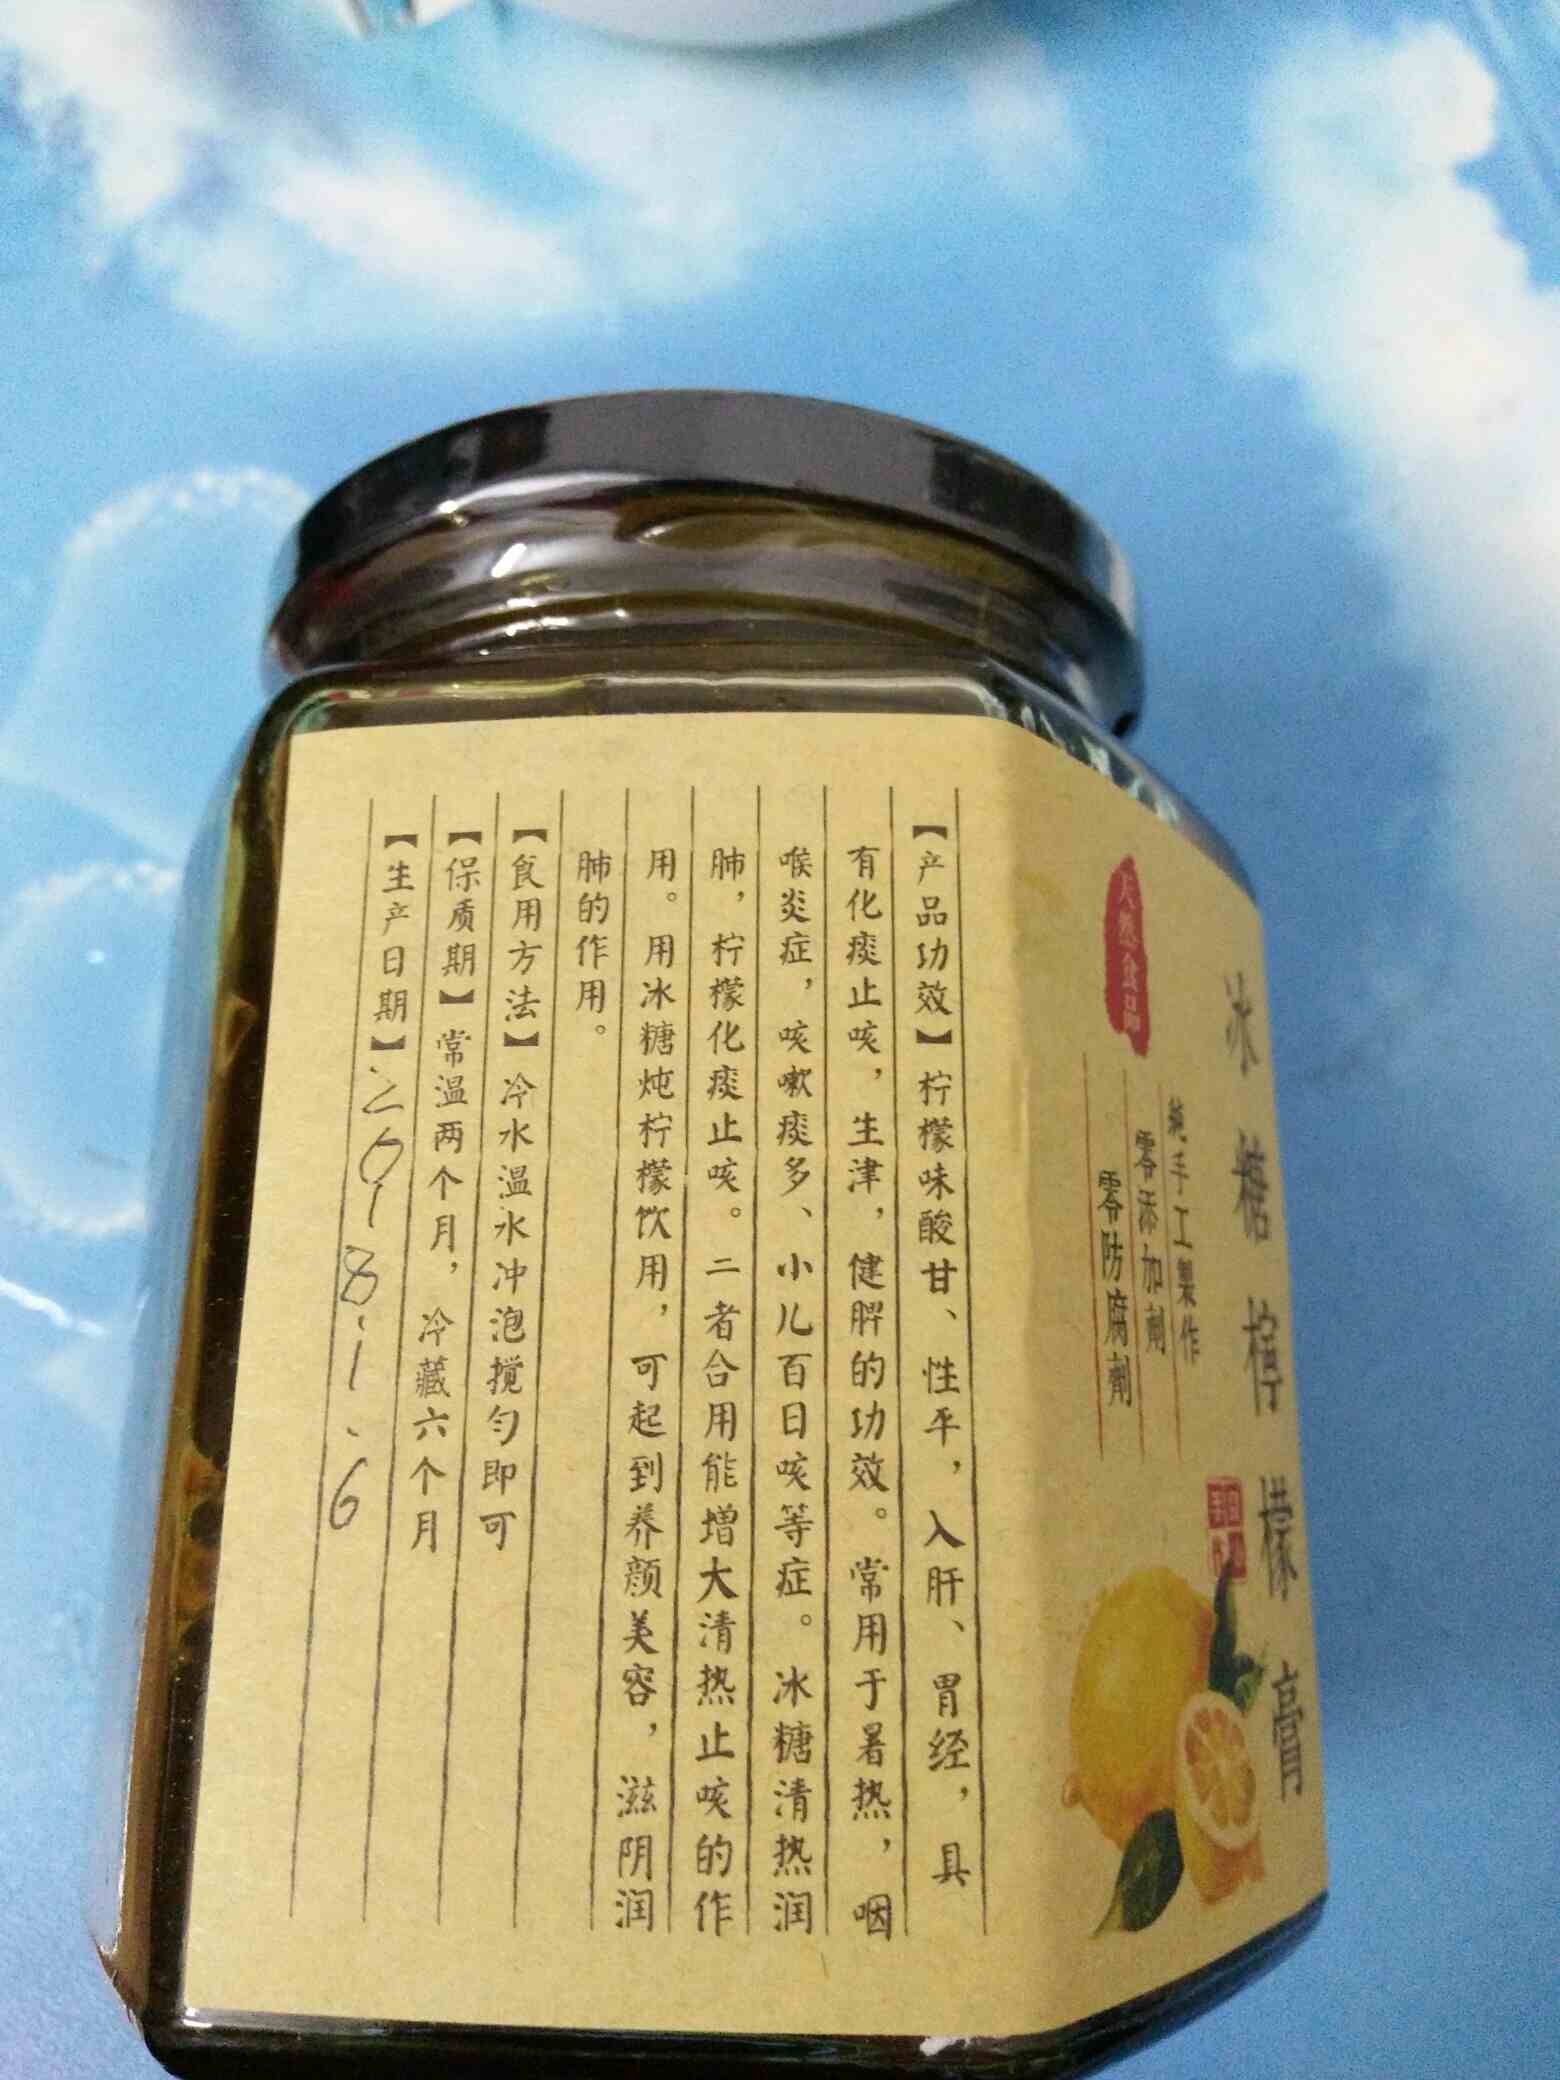 冰糖檸檬膏
純手工製作
零添加劑
零防腐劑
天然食品
【产品功效】柠檬味酸甘、性平，入肝、胃经，具
有化痰止咳，生津，健脾的功效。常用于暑热，咽
喉炎症，咳嗽痰多、小儿百日咳等症。冰糖清热润
肺，柠檬化痰止咳。二者合用能增大清热止咳的作
用。用冰糖炖柠檬饮用，可起到养颜美容，滋阴润
肺的作用。
【食用方法】冷水温水冲泡搅匀即可
【保质期】常温两个月，冷藏六个月
【生产日期】2018.1.6